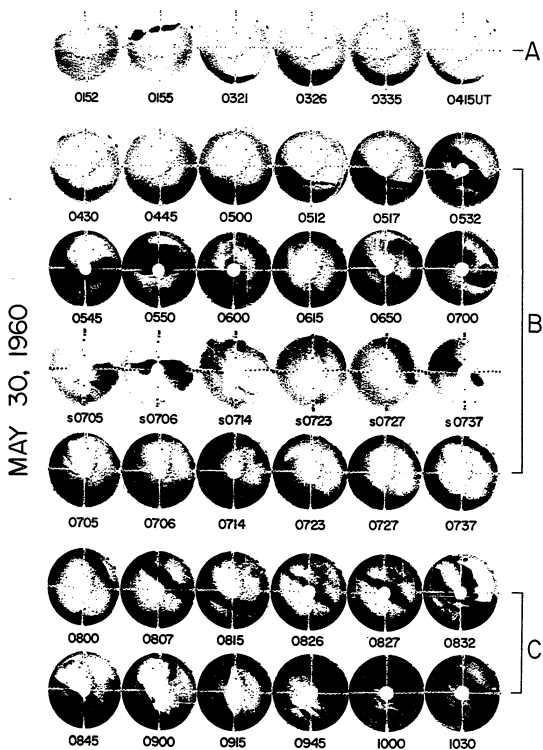 MAY 30, 1960
0152 0155 0321 0326 0335 0415UT
A
0430 0445 0500 0512 0517 0532
0545 0550 0600 0615 0650 0700
B
s0705 s0706 s0714 s0723 s0727 s0737
0705 0706 0714 0723 0727 0737
0800 0807 0815 0826 0827 0832
C
0845 0900 0915 0945 1000 1030